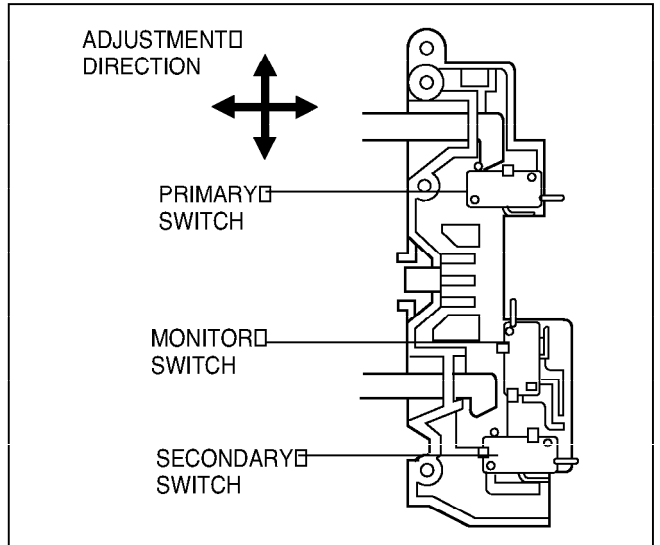 ADJUSTMENT□
DIRECTION
PRIMARY□
SWITCH
MONITOR□
SWITCH
SECONDARY□
SWITCH